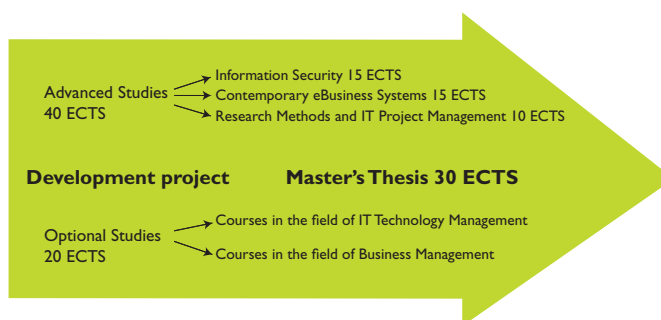 Information Security 15 ECTS
Advanced Studies
40 ECTS
Contemporary eBusiness Systems 15 ECTS
Research Methods and IT Project Management 10 ECTS
Development project
Master's Thesis 30 ECTS
Optional Studies
20 ECTS
Courses in the field of IT Technology Management
Courses in the field of Business Management